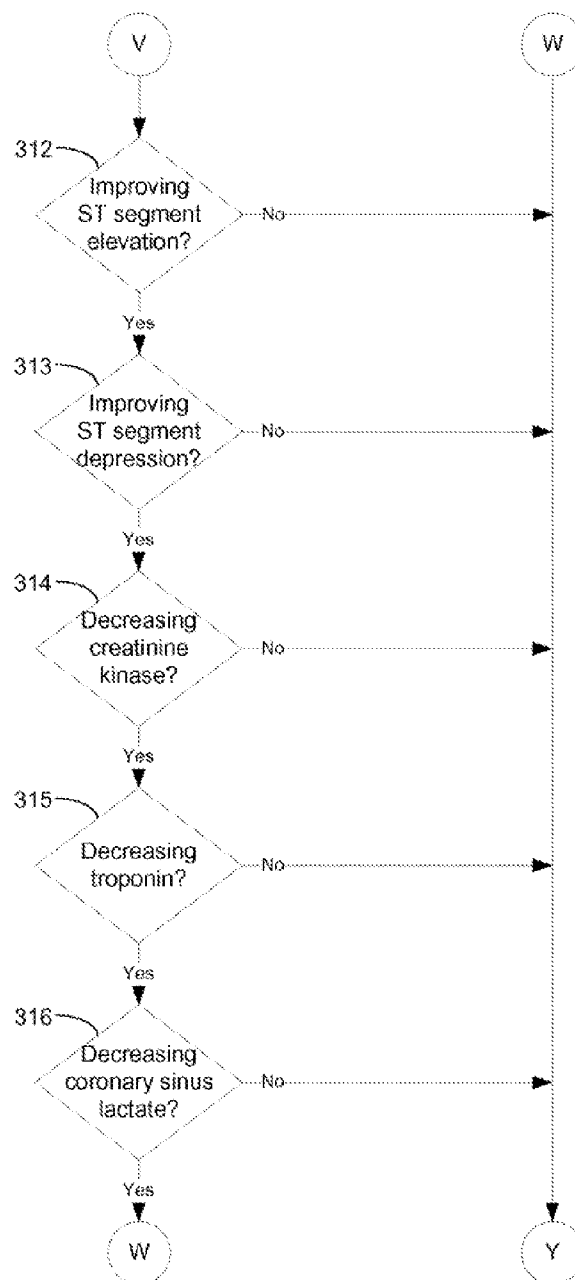 V
W
312
Improving
ST segment
elevation?
No
Yes
313
Improving
ST segment
depression?
No
Yes
314
Decreasing
creatinine
kinase?
No
Yes
315
Decreasing
troponin?
No
Yes
316
Decreasing
coronary sinus
lactate?
No
Yes
W
Y